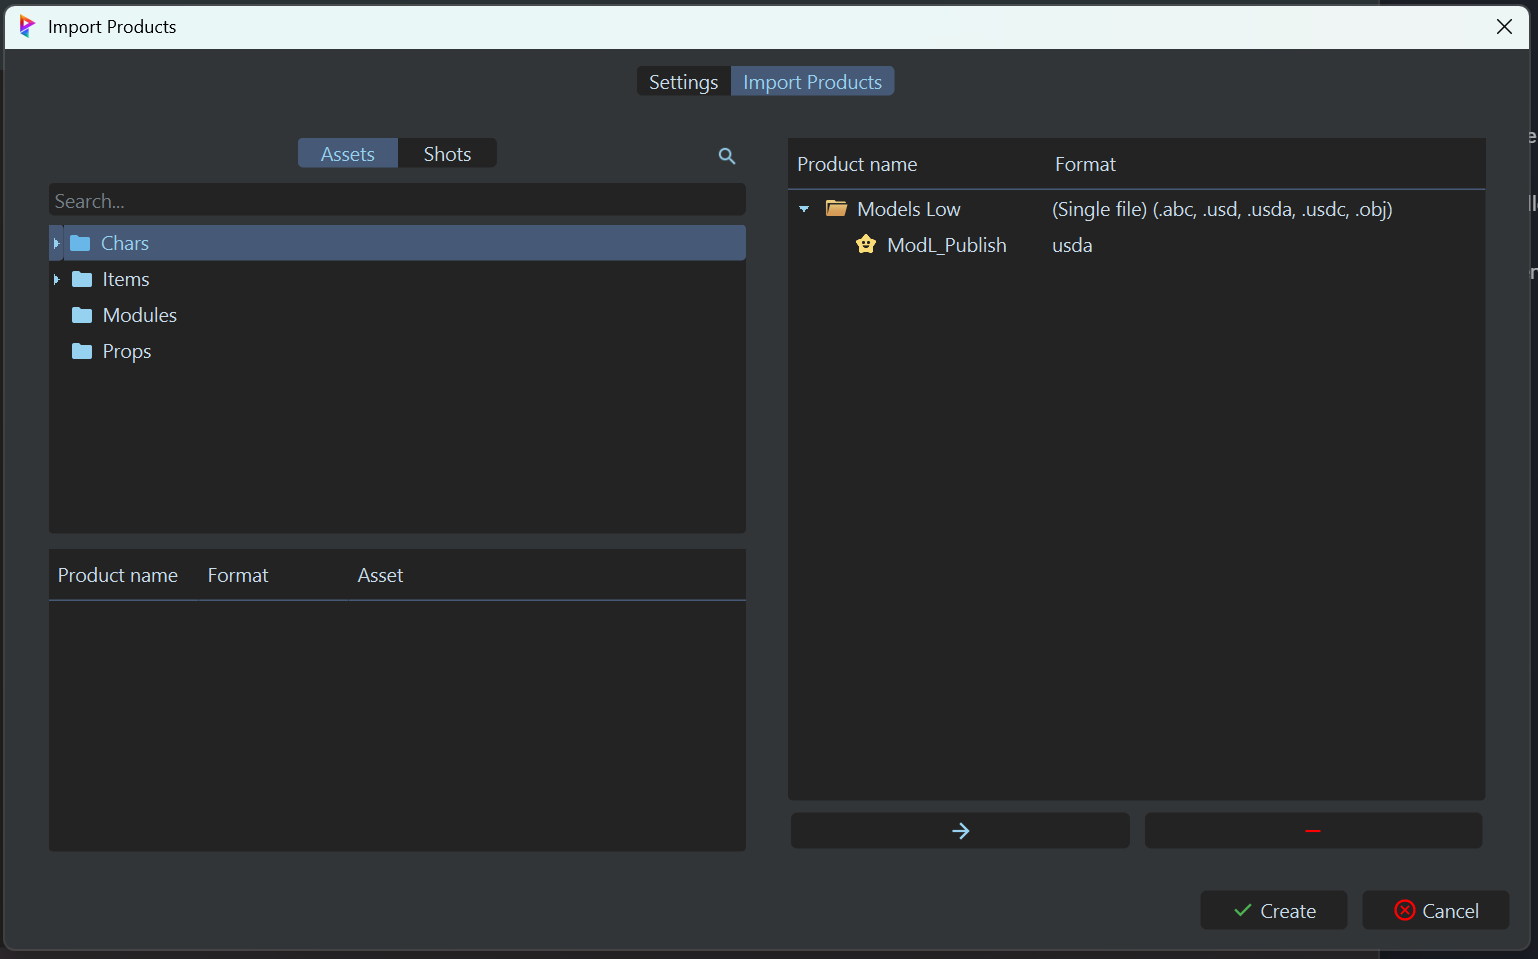 Import Products
Settings
Import Products
Assets
Shots
Search...
Chars
Items
Modules
Props
Product name
Format
Asset
Product name
Format
Models Low
(Single file) (.abc, .usd, .usda, .usdc, .obj)
ModL_Publish
usda
Create
Cancel